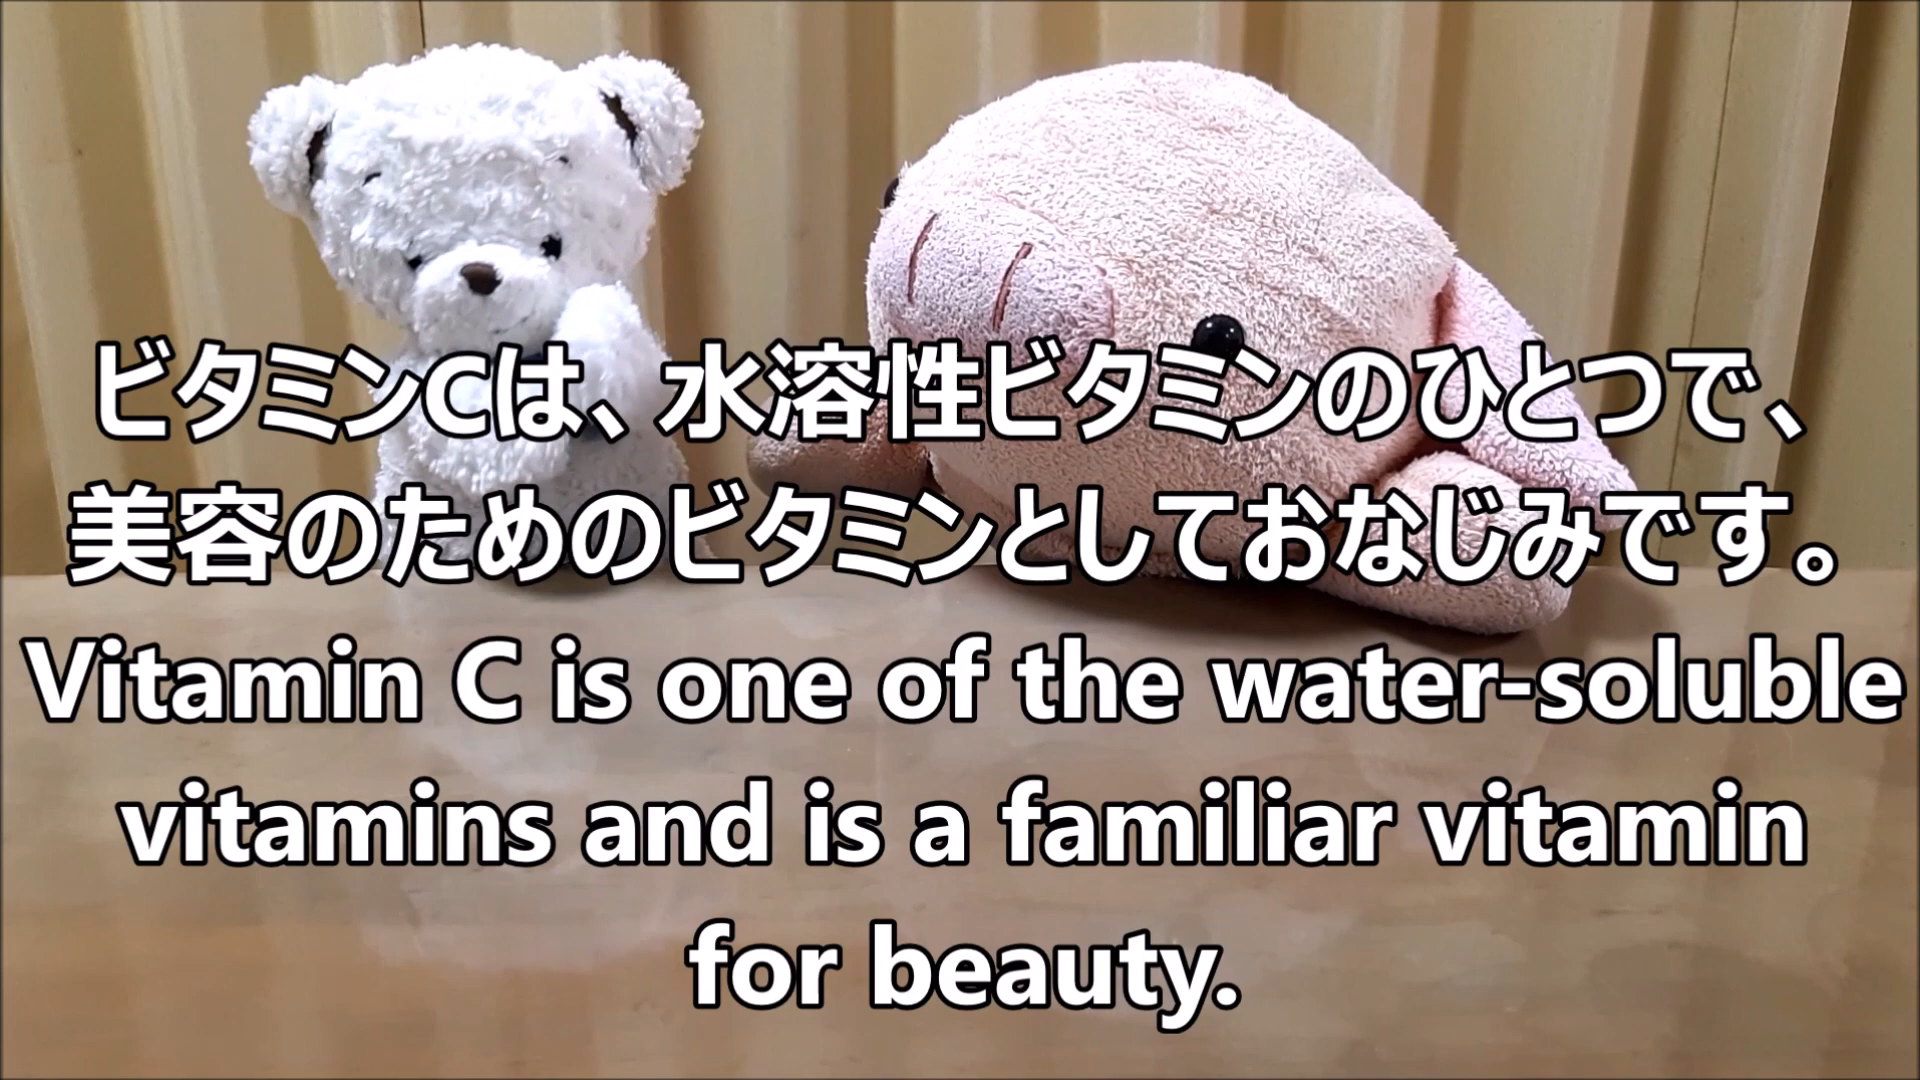 ビタミンCは、水溶性ビタミンのひとつで、
美容のためのビタミンとしておなじみです。
Vitamin C is one of the water-soluble
vitamins and is a familiar vitamin
for beauty.